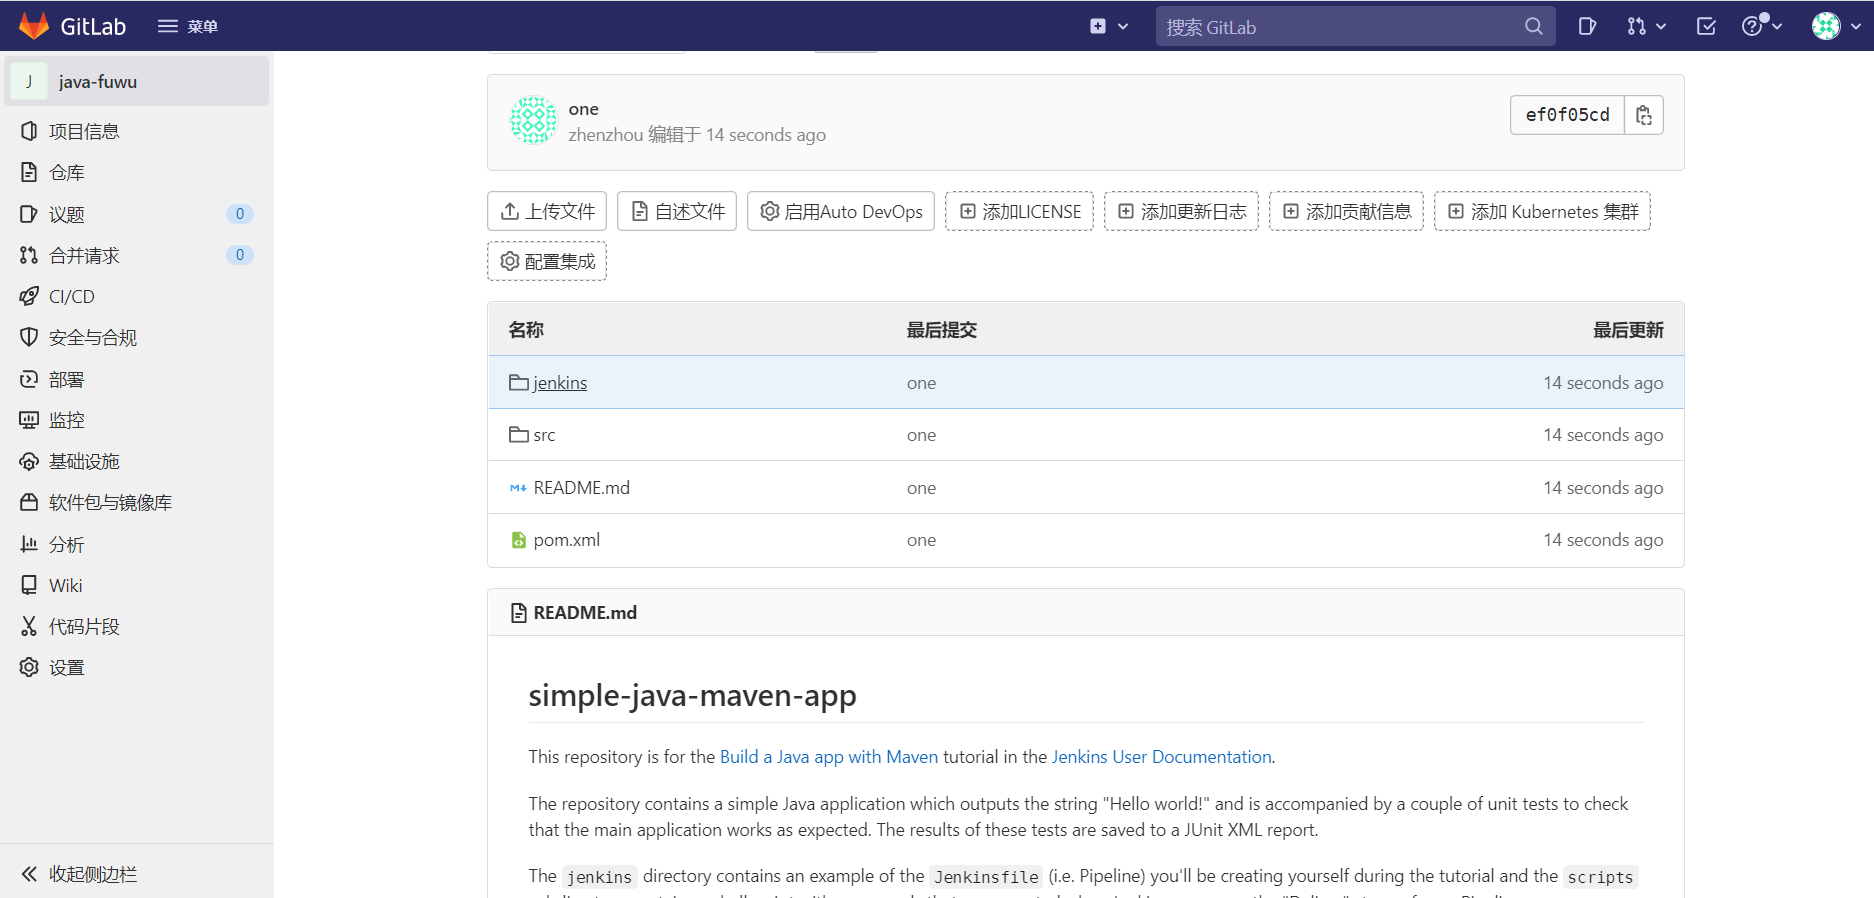 GitLab 菜单 搜索 GitLab
J java-fuwu
项目信息
仓库
议题 0
合并请求 0
CI/CD
安全与合规
部署
监控
基础设施
软件包与镜像库
分析
Wiki
代码片段
设置
收起侧边栏
one
zhenzhou 编辑于 14 seconds ago
ef0f05cd
上传文件 自述文件 启用Auto DevOps 添加LICENSE 添加更新日志 添加贡献信息 添加 Kubernetes 集群
配置集成
名称 最后提交 最后更新
jenkins one 14 seconds ago
src one 14 seconds ago
README.md one 14 seconds ago
pom.xml one 14 seconds ago
README.md
simple-java-maven-app
This repository is for the Build a Java app with Maven tutorial in the Jenkins User Documentation.
The repository contains a simple Java application which outputs the string "Hello world!" and is accompanied by a couple of unit tests to check
that the main application works as expected. The results of these tests are saved to a JUnit XML report.
The jenkins directory contains an example of the Jenkinsfile (i.e. Pipeline) you'll be creating yourself during the tutorial and the scripts